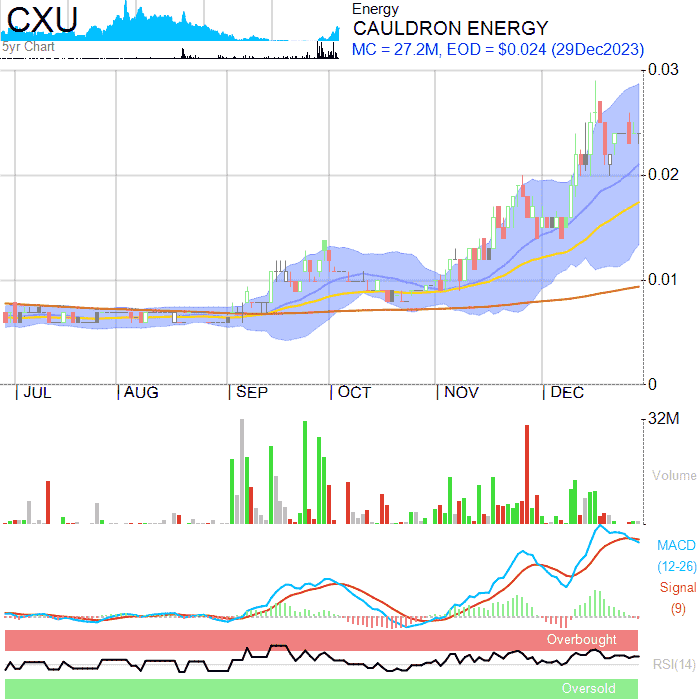 CXU
5yr Chart
Energy
CAULDRON ENERGY
MC = 27.2M, EOD = $0.024 (29Dec2023)
0.03
0.02
0.01
0
JUL AUG SEP OCT NOV DEC
32M
Volume
MACD
(12-26)
Signal
(9)
Overbought
RSI(14)
Oversold